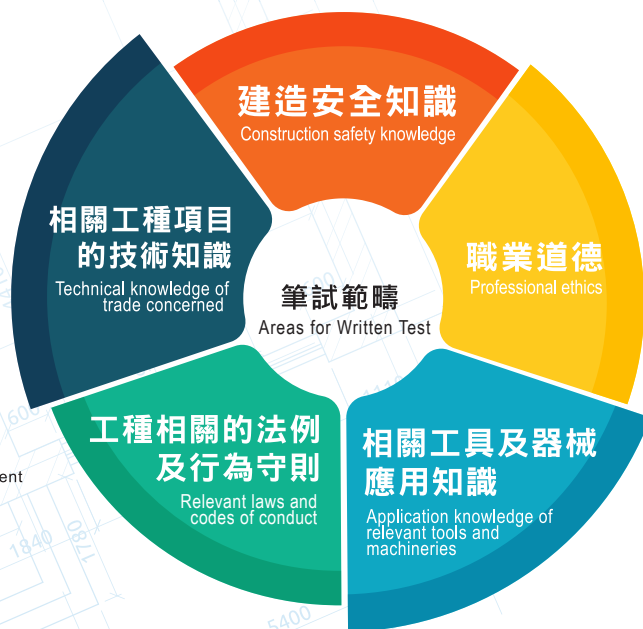 建造安全知識
Construction safety knowledge
職業道德
Professional ethics
相關工具及器械
應用知識
Application knowledge of
relevant tools and
machineries
工種相關的法例
及行為守則
Relevant laws and
codes of conduct
相關工種項目
的技術知識
Technical knowledge of
trade concerned
筆試範疇
Areas for Written Test
ent
600
1840
1780
5400